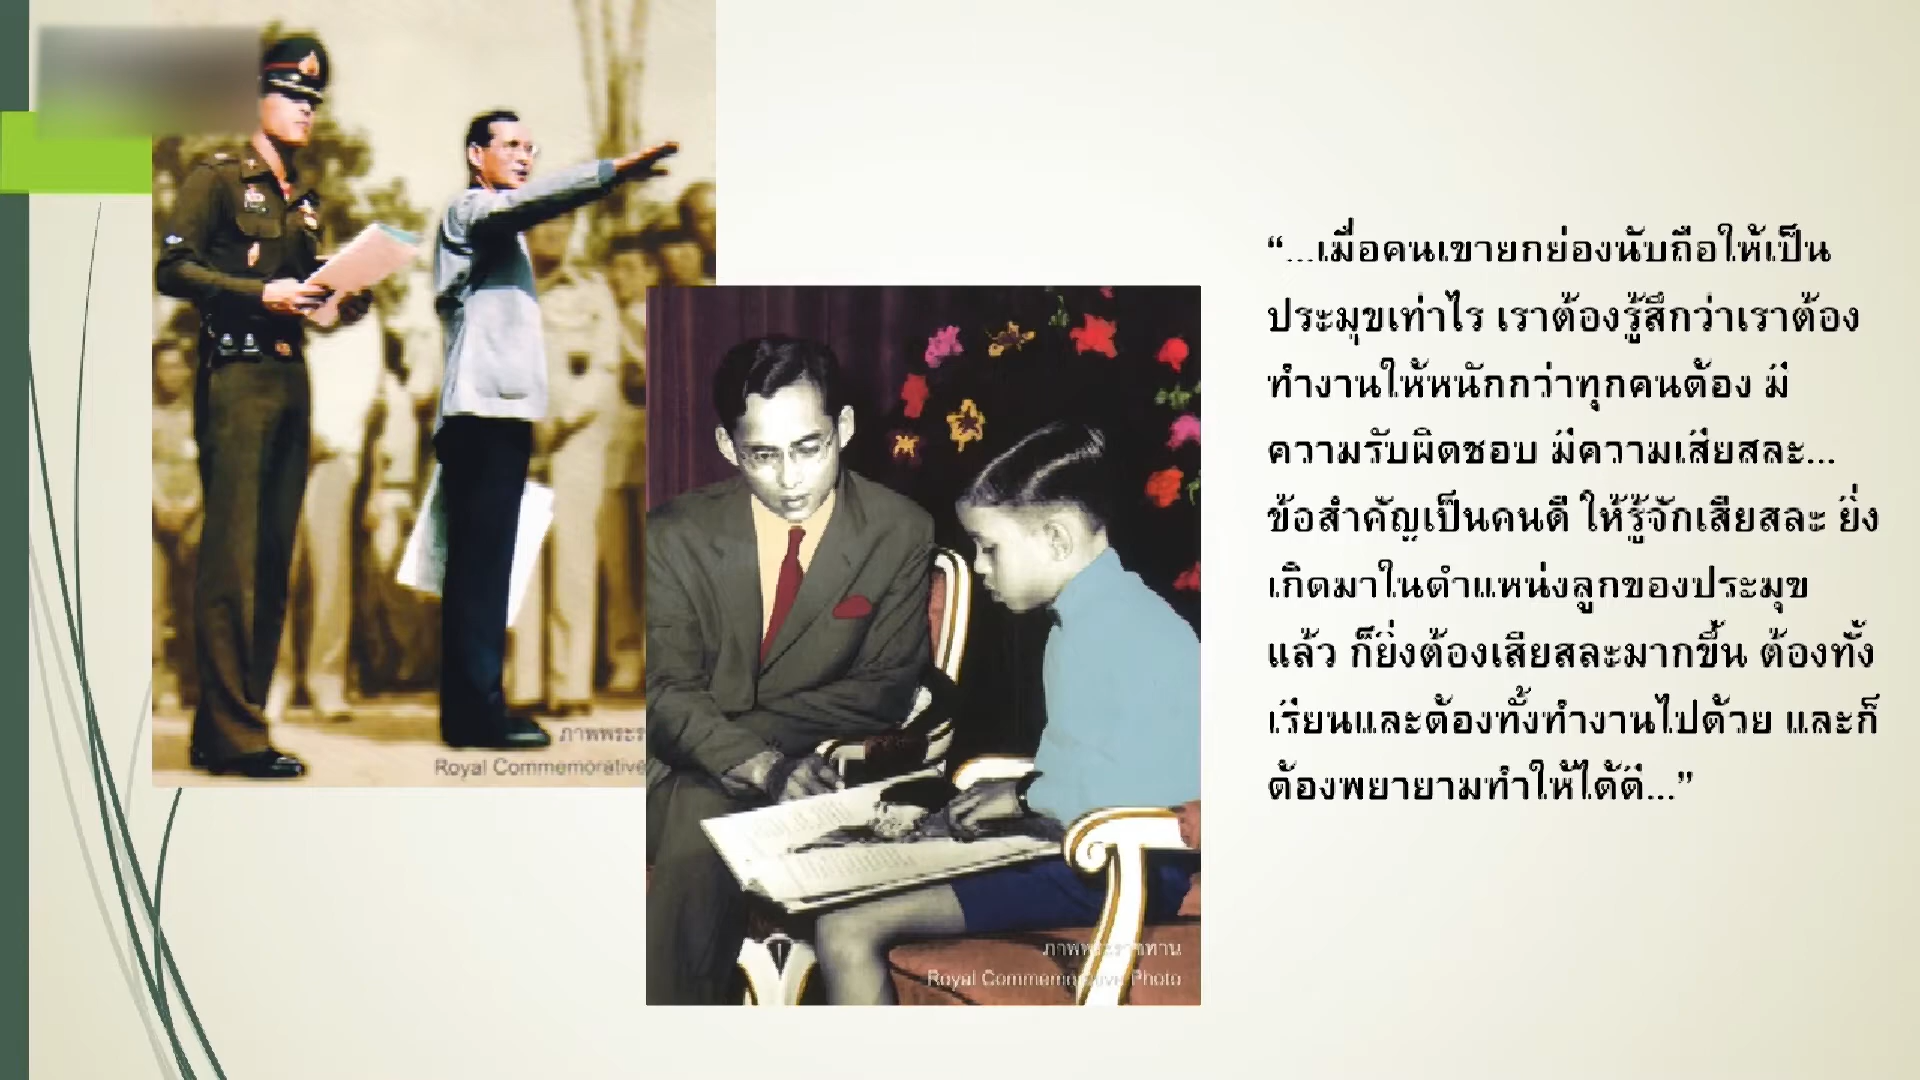 “...เมื่อคนเขายกย่องนับถือให้เป็น
ประมุขเท่าไร เราต้องรู้สึกว่าเราต้อง
ทำงานให้หนักกว่าทุกคนต้อง มี
ความรับผิดชอบ มีความเสียสละ...
ข้อสำคัญเป็นคนดี ให้รู้จักเสียสละ ยิ่ง
เกิดมาในตำแหน่งลูกของประมุข
แล้ว ก็ยิ่งต้องเสียสละมากขึ้น ต้องทั้ง
เรียนและต้องทั้งทำงานไปด้วย และก็
ต้องพยายามทำให้ได้ดี...”
Royal Commemorative
ภาพพระราชทาน
Royal Commemorative Photo